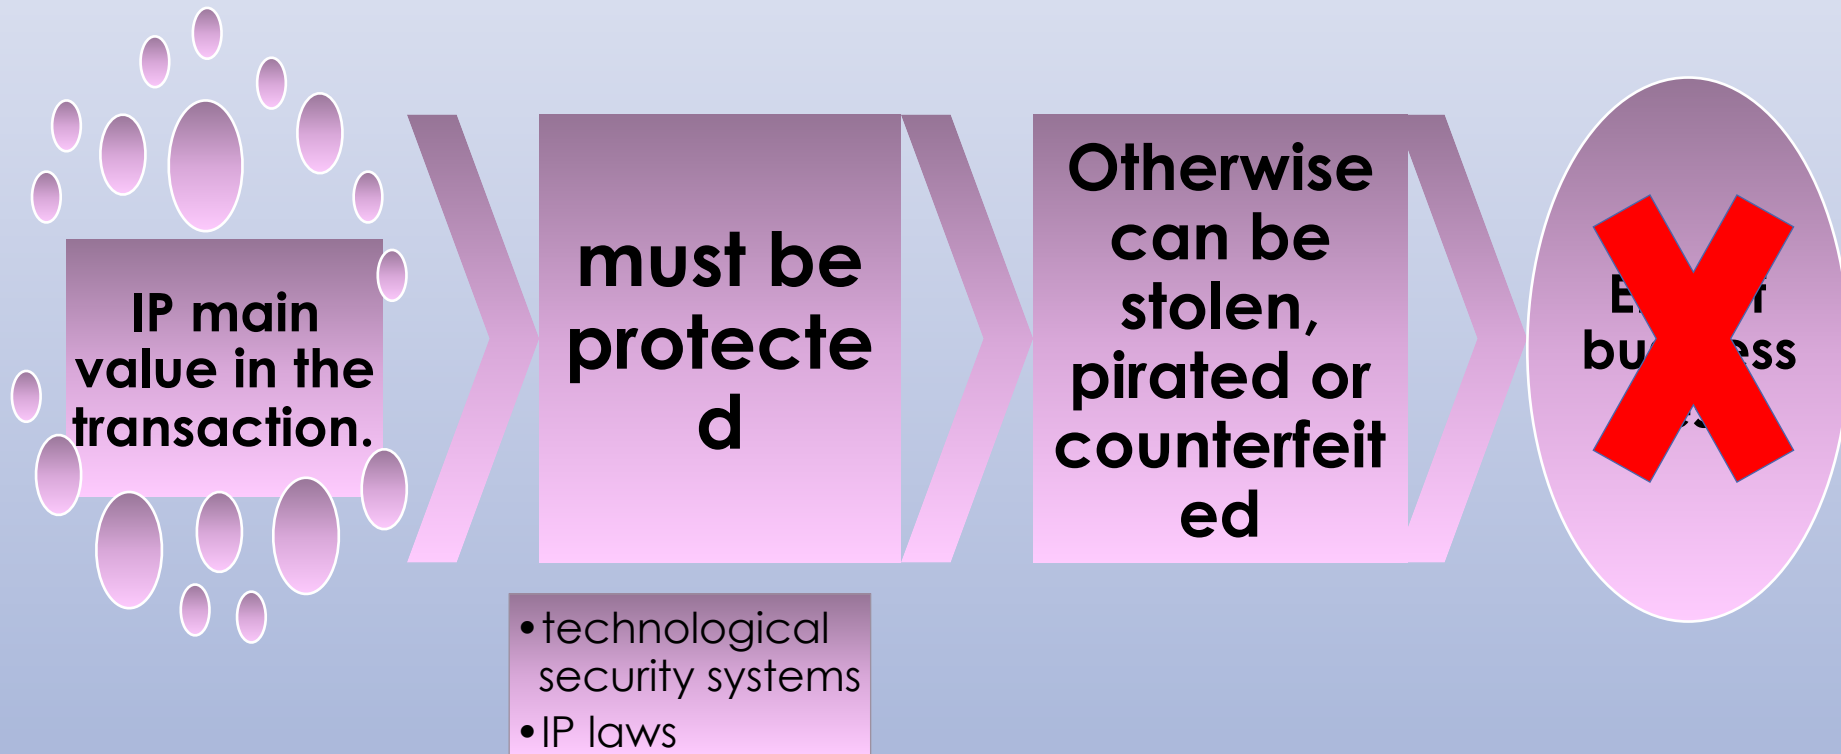 IP main
value in the
transaction.
must be
protecte
d
• technological
security systems
• IP laws
Otherwise
can be
stolen,
pirated or
counterfeit
ed